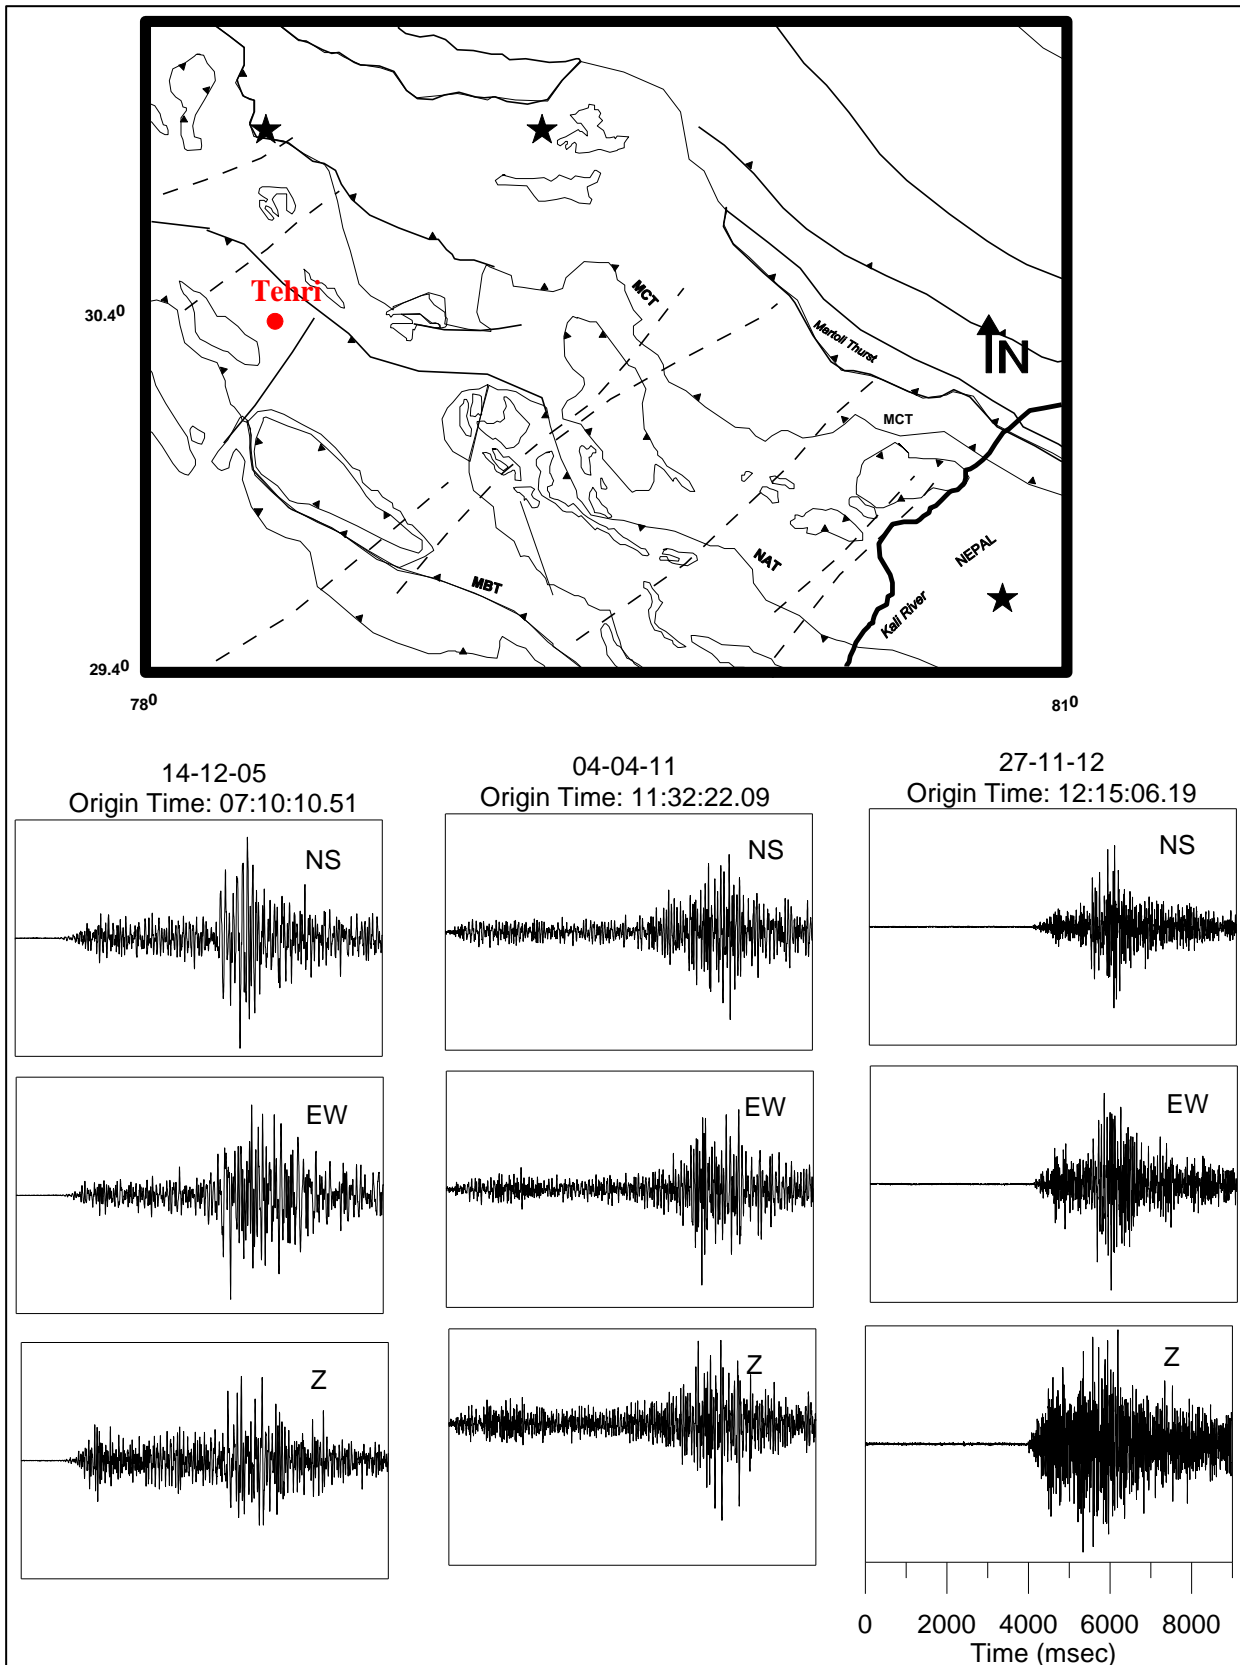 Tehri
30.4⁰
MCT
Martoli Thurst
N
MCT
NEPAL
NAT
MBT
Kali River
29.4⁰
78⁰
81⁰
14-12-05
Origin Time: 07:10:10.51
04-04-11
Origin Time: 11:32:22.09
27-11-12
Origin Time: 12:15:06.19
NS
NS
NS
EW
EW
EW
Z
Z
Z
0 2000 4000 6000 8000
Time (msec)